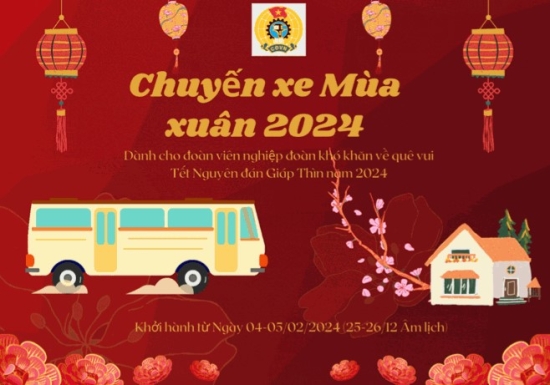 Chuyến xe Mùa
xuân 2024
Dành cho đoàn viên nghiệp đoàn khó khăn về quê vui
Tết Nguyên đán Giáp Thìn năm 2024
Khởi hành từ Ngày 04-05/02/2024 (25-26/12 Âm lịch)